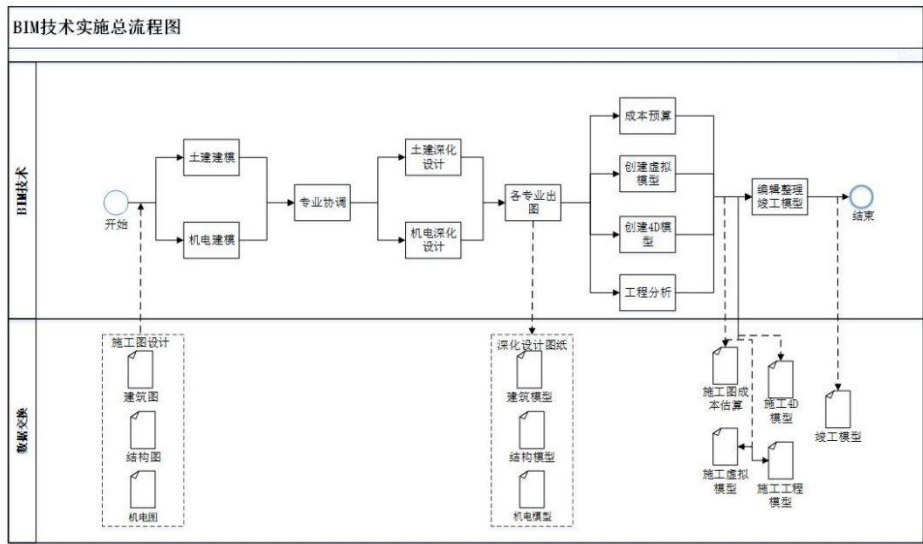 BIM技术实施总流程图
BIM技术
开始
土建建模
机电建模
专业协调
土建深化
设计
机电深化
设计
各专业出
图
成本预算
创建虚拟
模型
创建4D模
型
工程分析
编辑整理
竣工模型
结束
数据交换
施工图设计
建筑图
结构图
机电图
深化设计图纸
建筑模型
结构模型
机电模型
施工图成
本估算
施工4D
模型
施工虚拟
模型
施工工程
模型
竣工模型